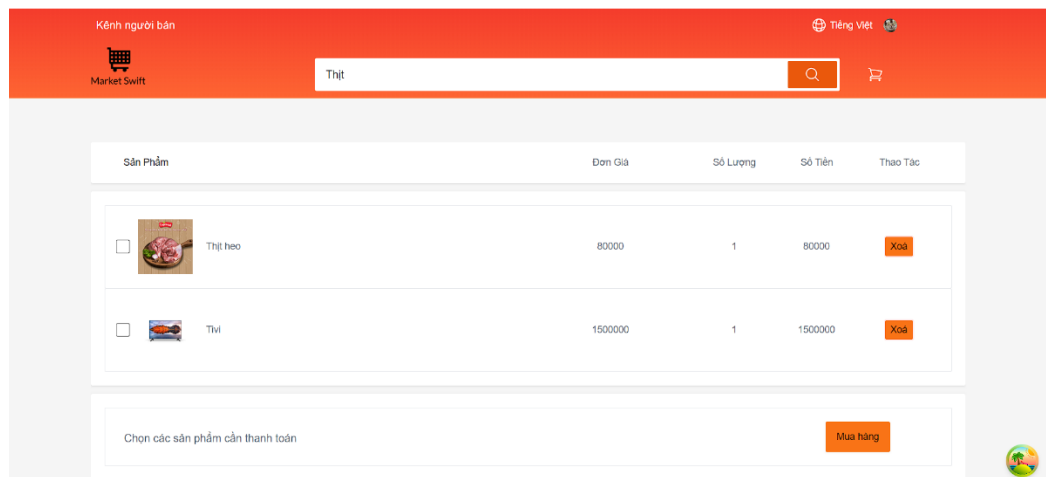 Kênh người bán
Tiếng Việt
Market Swift
Thịt
Sản Phẩm Đơn Giá Số Lượng Số Tiền Thao Tác
Thịt heo 80000 1 80000 Xoá
Tivi 1500000 1 1500000 Xoá
Chọn các sản phẩm cần thanh toán Mua hàng